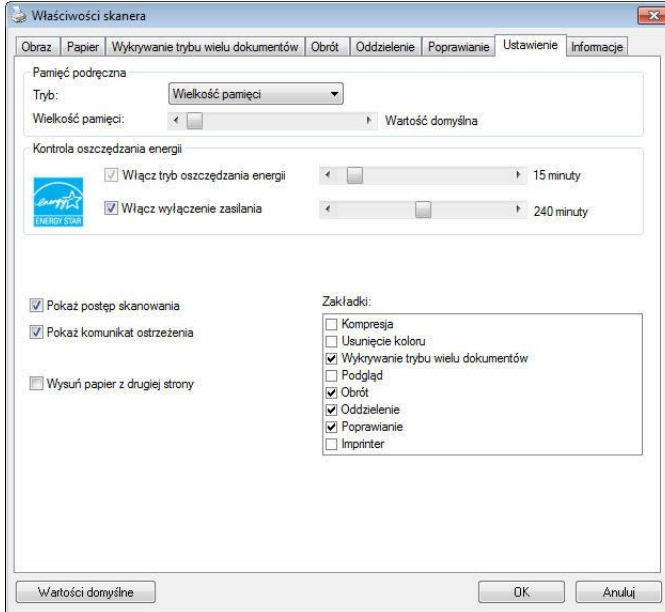 Właściwości skanera
Obraz Papier Wykrywanie trybu wielu dokumentów Obrót Oddzielenie Poprawianie Ustawienie Informacje
Pamięć podręczna
Tryb: Wielkość pamięci
Wielkość pamięci: Wartość domyślna
Kontrola oszczędzania energii
Włącz tryb oszczędzania energii 15 minuty
energy
ENERGY STAR
Włącz wyłączenie zasilania 240 minuty
Pokaż postęp skanowania
Pokaż komunikat ostrzeżenia
Wysuń papier z drugiej strony
Zakładki:
Kompresja
Usunięcie koloru
Wykrywanie trybu wielu dokumentów
Podgląd
Obrót
Oddzielenie
Poprawianie
Imprinter
Wartości domyślne OK Anuluj